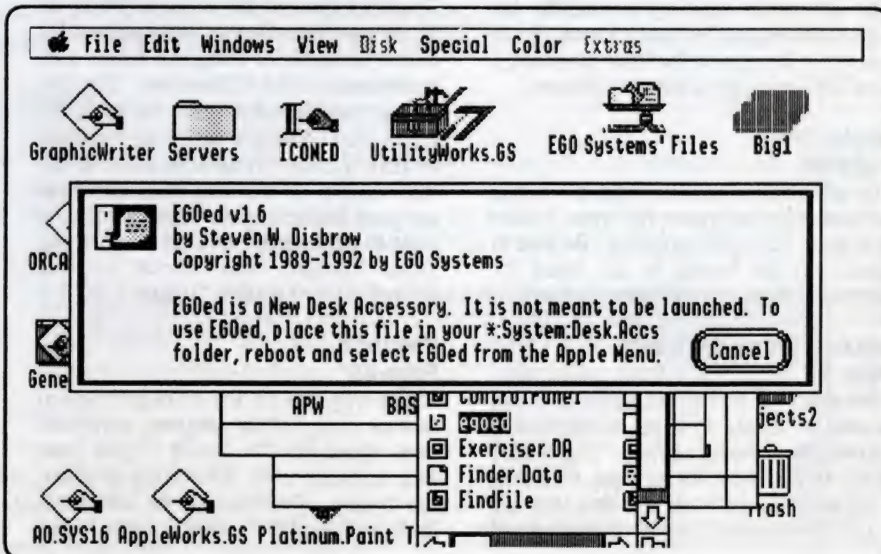 File Edit Windows View Disk Special Color Extras
GraphicWriter Servers ICONED UtilityWorks.GS EGO Systems' Files Big1
EGOed v1.6
by Steven W. Disbrow
Copyright 1989-1992 by EGO Systems
ORCA
EGOed is a New Desk Accessory. It is not meant to be launched. To
use EGOed, place this file in your *:System:Desk.Accs
folder, reboot and select EGOed from the Apple Menu.
Cancel
Gene
APW BAS ControlPanel
egoed jects2
Exerciser.DA
Finder.Data
FindFile Trash
AO.SYS16 AppleWorks.GS Platinum.Paint T